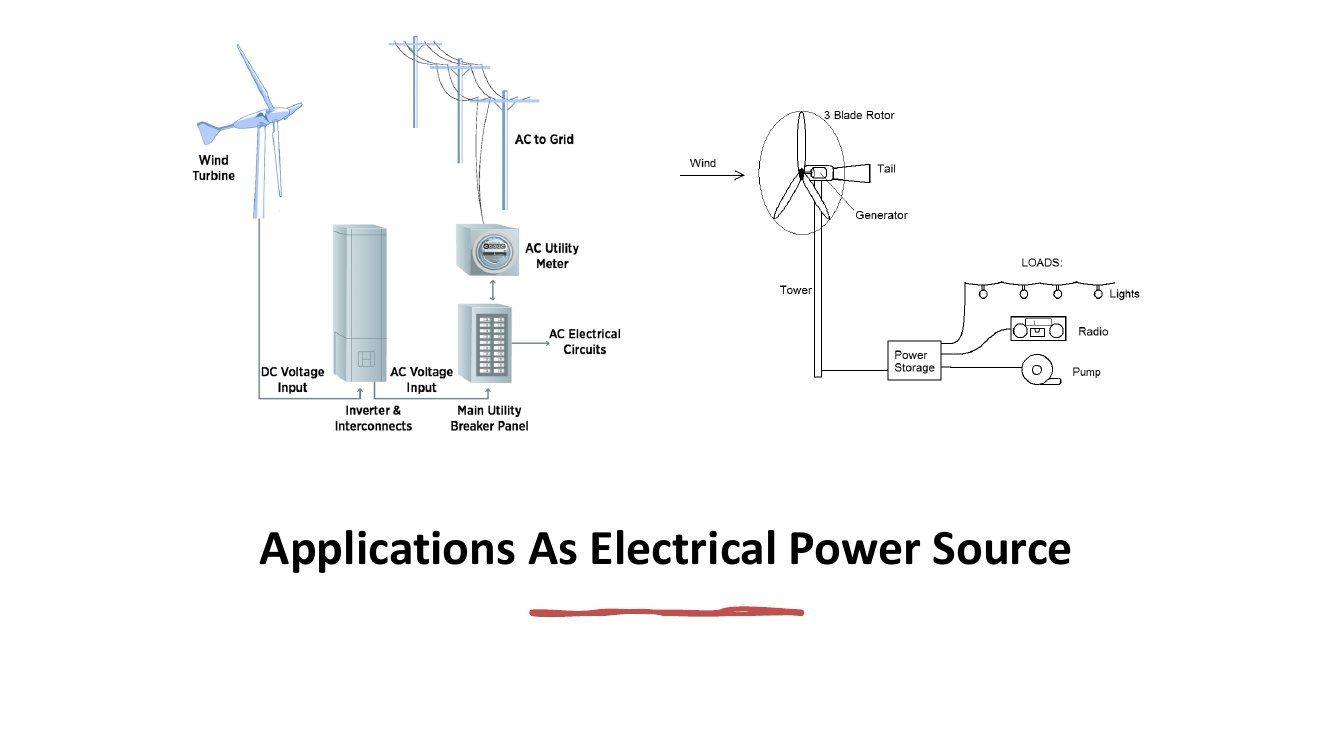 Wind
Turbine
AC to Grid
AC Utility
Meter
AC Electrical
Circuits
DC Voltage
Input
AC Voltage
Input
Inverter &
Interconnects
Main Utility
Breaker Panel
3 Blade Rotor
Wind
Tail
Generator
Tower
LOADS:
Lights
Radio
Power
Storage
Pump
Applications As Electrical Power Source